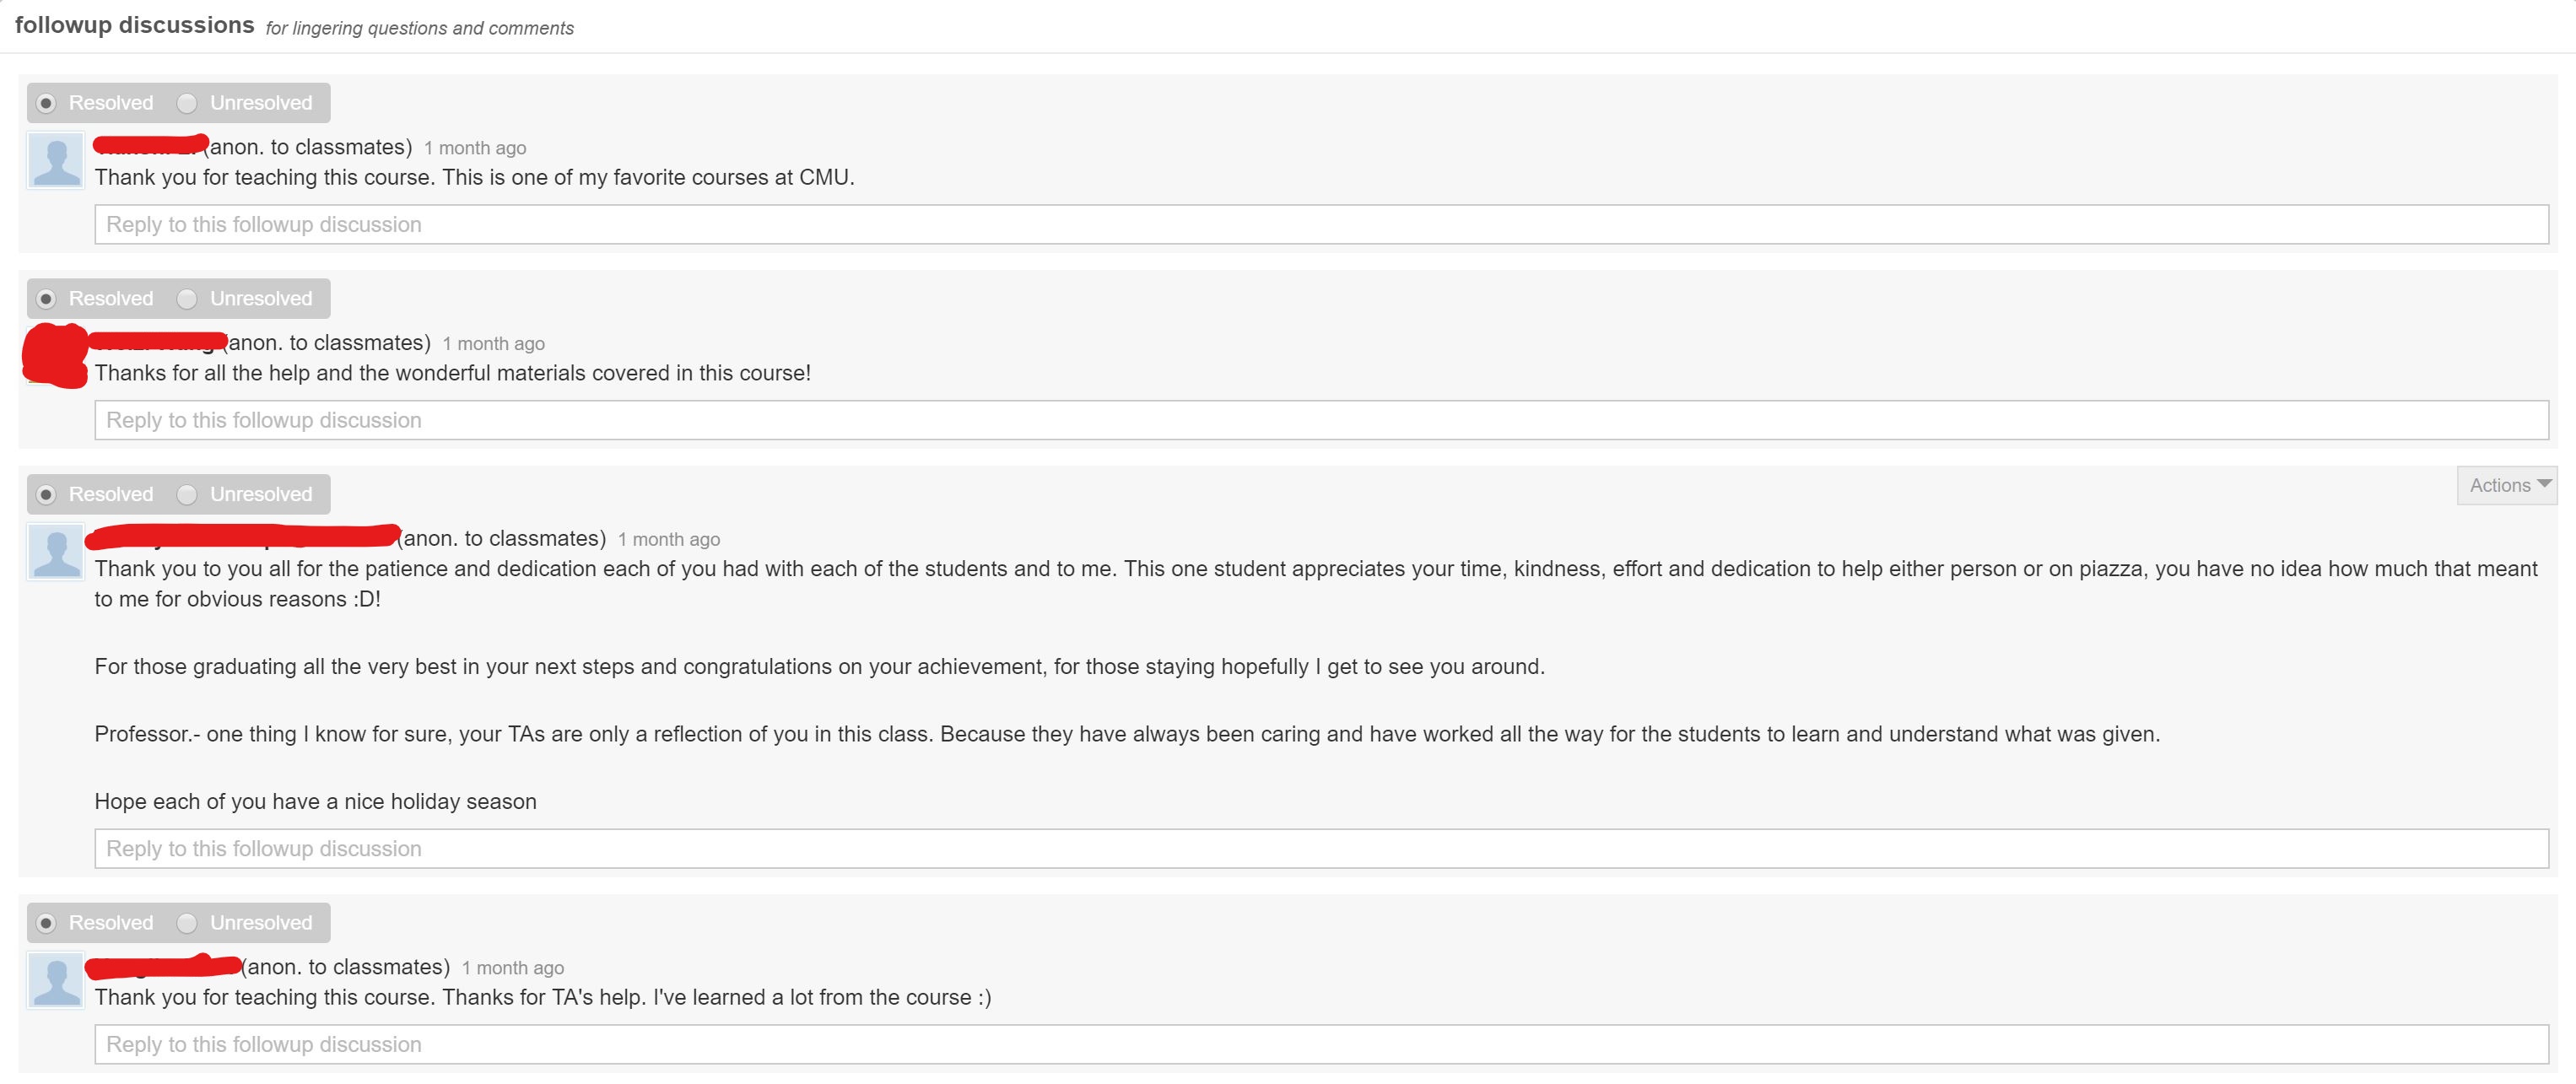 followup discussions for lingering questions and comments
Resolved Unresolved
(anon. to classmates) 1 month ago
Thank you for teaching this course. This is one of my favorite courses at CMU.
Reply to this followup discussion
Resolved Unresolved
(anon. to classmates) 1 month ago
Thanks for all the help and the wonderful materials covered in this course!
Reply to this followup discussion
Resolved Unresolved
Actions
(anon. to classmates) 1 month ago
Thank you to you all for the patience and dedication each of you had with each of the students and to me. This one student appreciates your time, kindness, effort and dedication to help either person or on piazza, you have no idea how much that meant
to me for obvious reasons :D!
For those graduating all the very best in your next steps and congratulations on your achievement, for those staying hopefully I get to see you around.
Professor.- one thing I know for sure, your TAs are only a reflection of you in this class. Because they have always been caring and have worked all the way for the students to learn and understand what was given.
Hope each of you have a nice holiday season
Reply to this followup discussion
Resolved Unresolved
(anon. to classmates) 1 month ago
Thank you for teaching this course. Thanks for TA's help. I've learned a lot from the course :)
Reply to this followup discussion